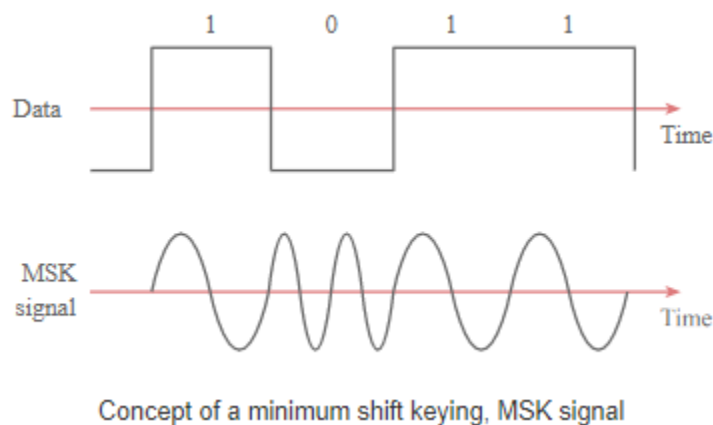 1 0 1 1
Data
Time
MSK
signal
Time
Concept of a minimum shift keying, MSK signal